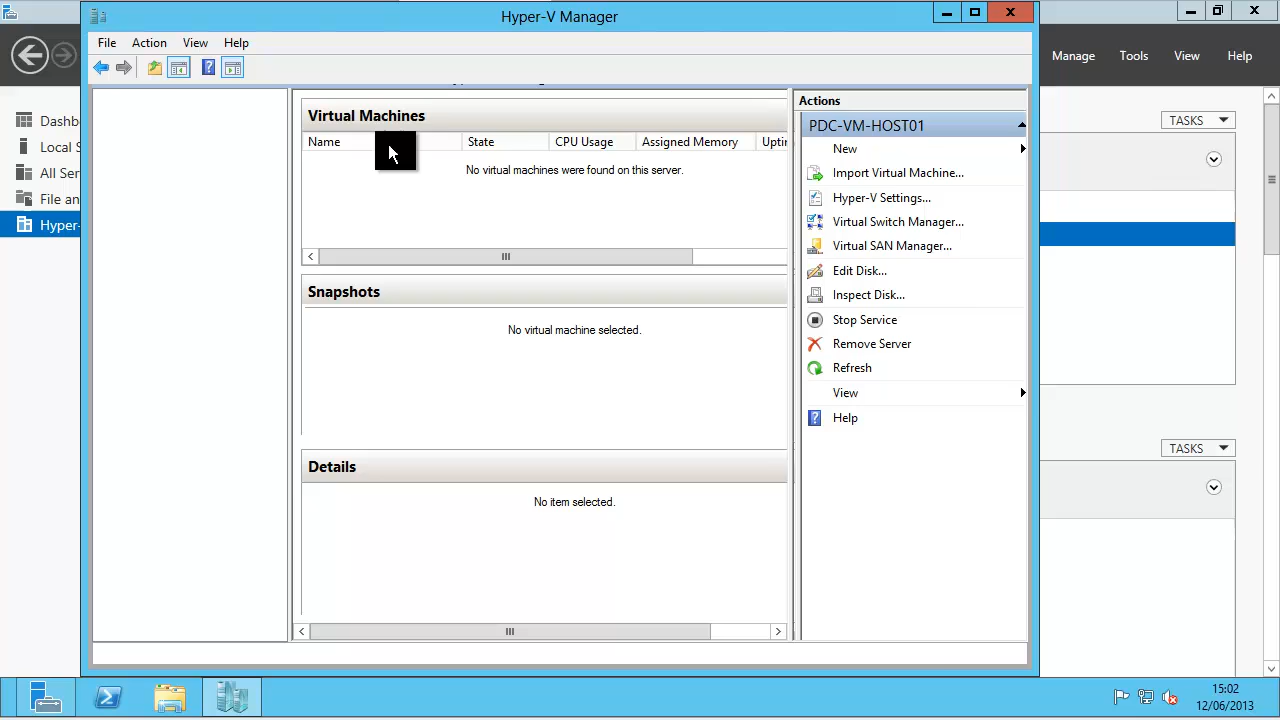 Hyper-V Manager
File Action View Help
Manage Tools View Help
Dashbo
Local S
All Ser
File an
Hyper-
Virtual Machines
Name State CPU Usage Assigned Memory Uptir
No virtual machines were found on this server.
Snapshots
No virtual machine selected.
Details
No item selected.
Actions
PDC-VM-HOST01
New
Import Virtual Machine...
Hyper-V Settings...
Virtual Switch Manager...
Virtual SAN Manager...
Edit Disk...
Inspect Disk...
Stop Service
Remove Server
Refresh
View
Help
TASKS
TASKS
15:02
12/06/2013